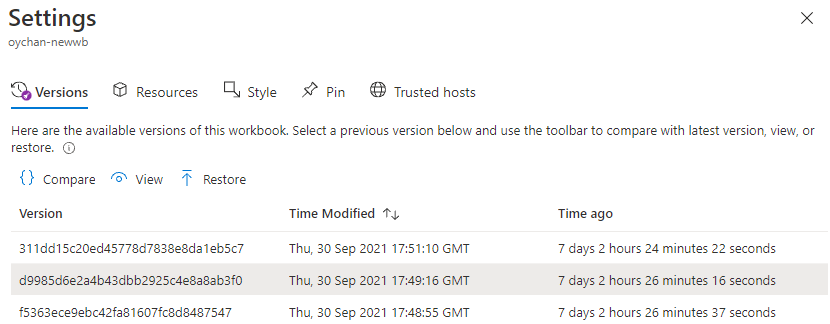 Settings
oychan-newwb
Versions Resources Style Pin Trusted hosts
Here are the available versions of this workbook. Select a previous version below and use the toolbar to compare with latest version, view, or
restore.
Compare View Restore
Version Time Modified Time ago
311dd15c20ed45778d7838e8da1eb5c7 Thu, 30 Sep 2021 17:51:10 GMT 7 days 2 hours 24 minutes 22 seconds
d9985d6e2a4b43dbb2925c4e8a8ab3f0 Thu, 30 Sep 2021 17:49:16 GMT 7 days 2 hours 26 minutes 16 seconds
f5363ece9ebc42fa81607fc8d8487547 Thu, 30 Sep 2021 17:48:55 GMT 7 days 2 hours 26 minutes 37 seconds